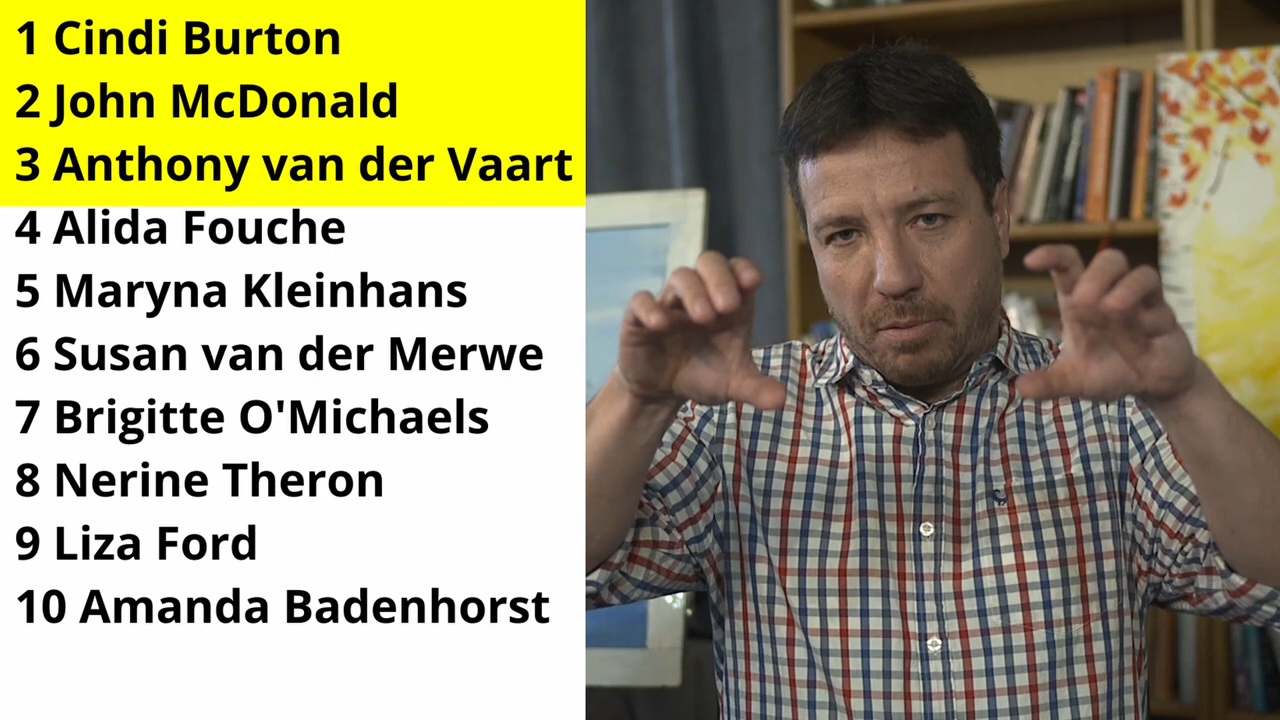 1 Cindi Burton
2 John McDonald
3 Anthony van der Vaart
4 Alida Fouche
5 Maryna Kleinhans
6 Susan van der Merwe
7 Brigitte O'Michaels
8 Nerine Theron
9 Liza Ford
10 Amanda Badenhorst